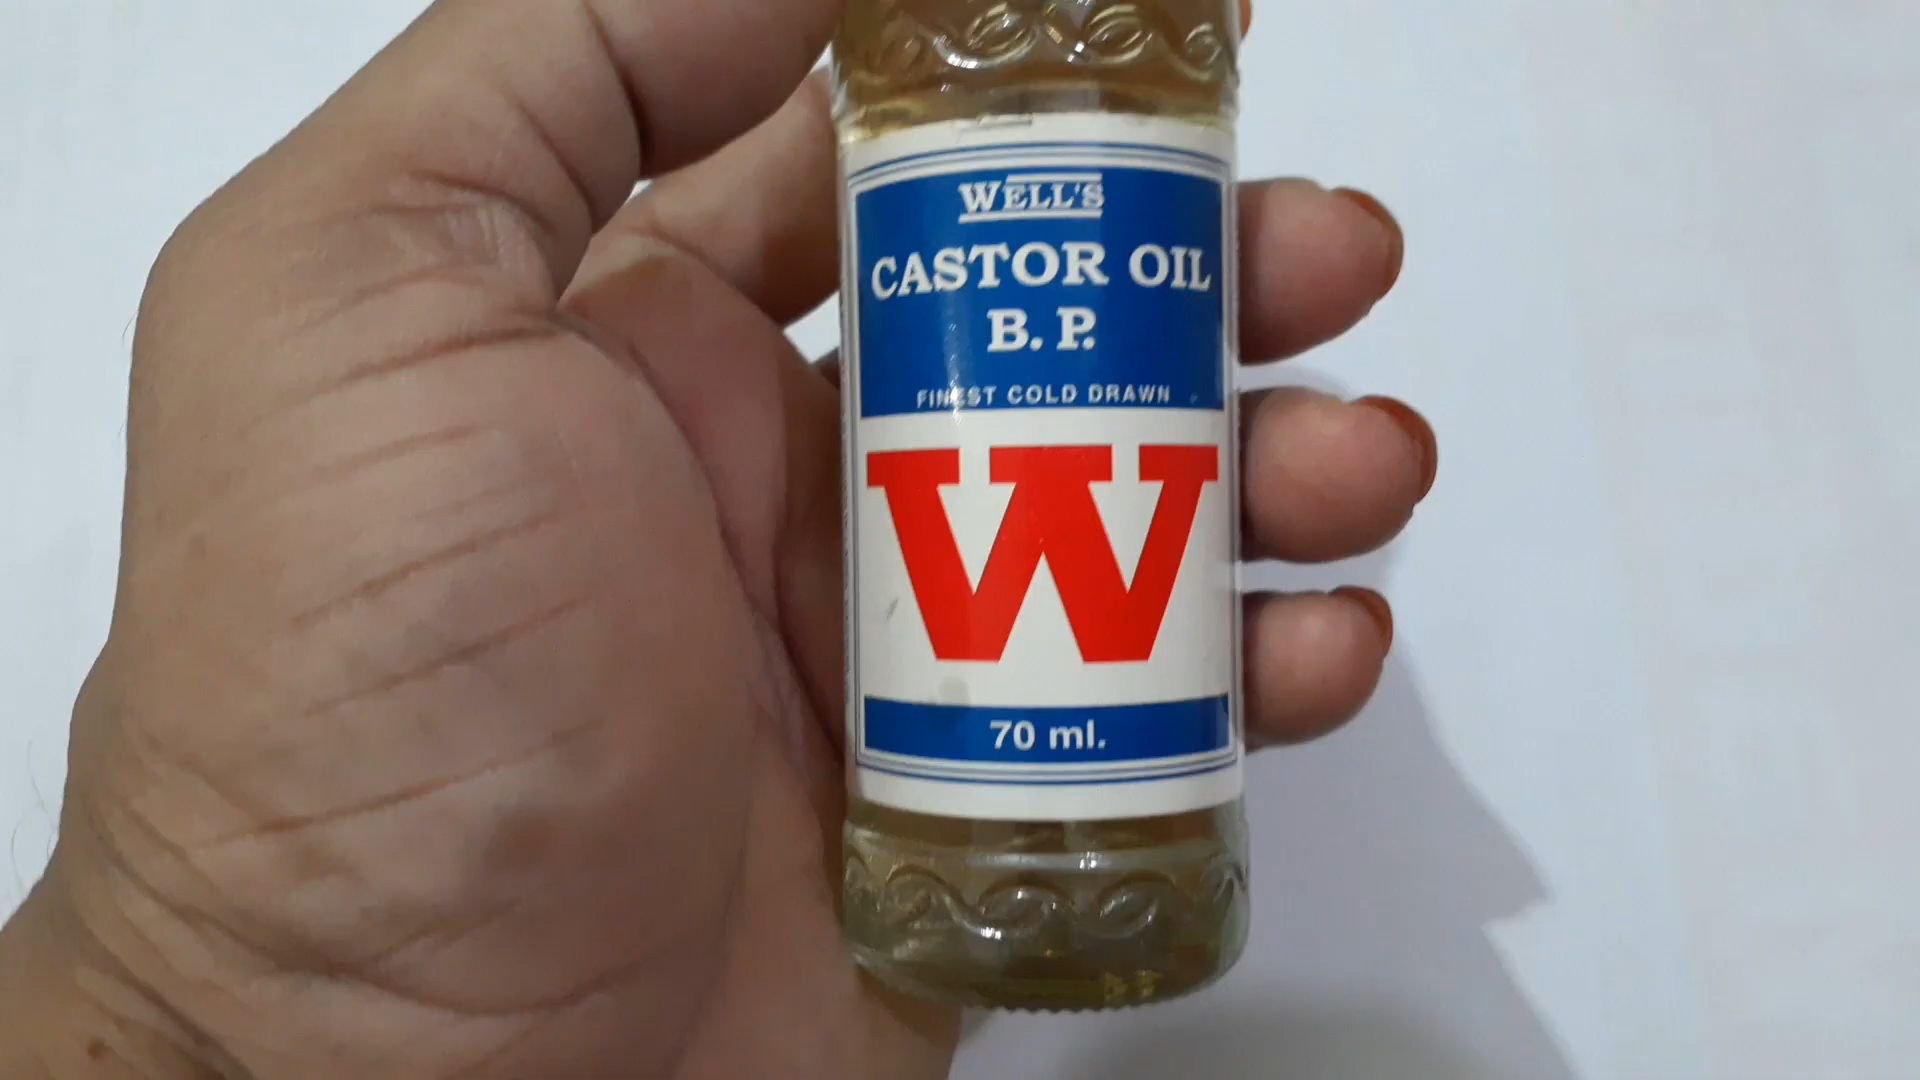 WELL'S
CASTOR OIL
B. P.
FINEST COLD DRAWN
W
70 ml.